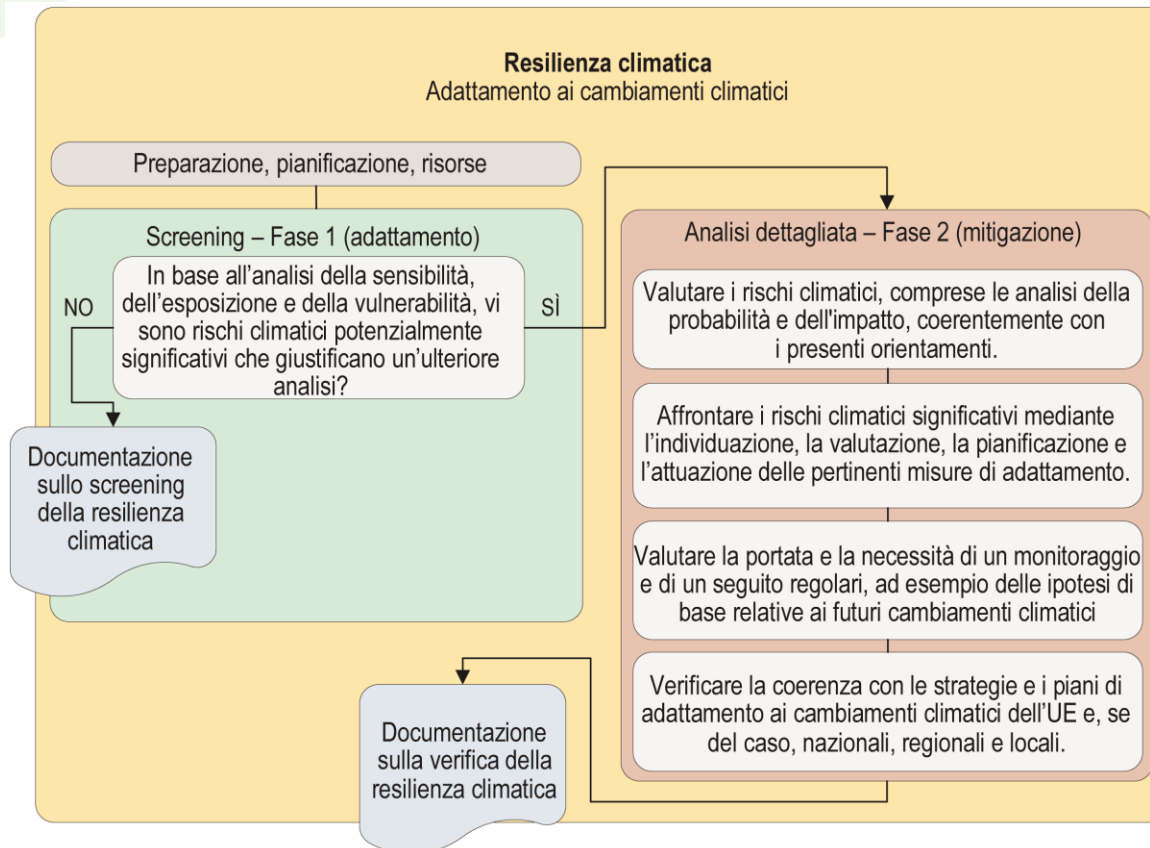 Resilienza climatica
Adattamento ai cambiamenti climatici
Preparazione, pianificazione, risorse
Screening – Fase 1 (adattamento)
In base all’analisi della sensibilità,
dell’esposizione e della vulnerabilità, vi
sono rischi climatici potenzialmente
significativi che giustificano un’ulteriore
analisi?
NO
SÌ
Documentazione
sullo screening
della resilienza
climatica
Analisi dettagliata – Fase 2 (mitigazione)
Valutare i rischi climatici, comprese le analisi della
probabilità e dell'impatto, coerentemente con
i presenti orientamenti.
Affrontare i rischi climatici significativi mediante
l’individuazione, la valutazione, la pianificazione e
l’attuazione delle pertinenti misure di adattamento.
Valutare la portata e la necessità di un monitoraggio
e di un seguito regolari, ad esempio delle ipotesi di
base relative ai futuri cambiamenti climatici
Verificare la coerenza con le strategie e i piani di
adattamento ai cambiamenti climatici dell’UE e, se
del caso, nazionali, regionali e locali.
Documentazione
sulla verifica della
resilienza climatica